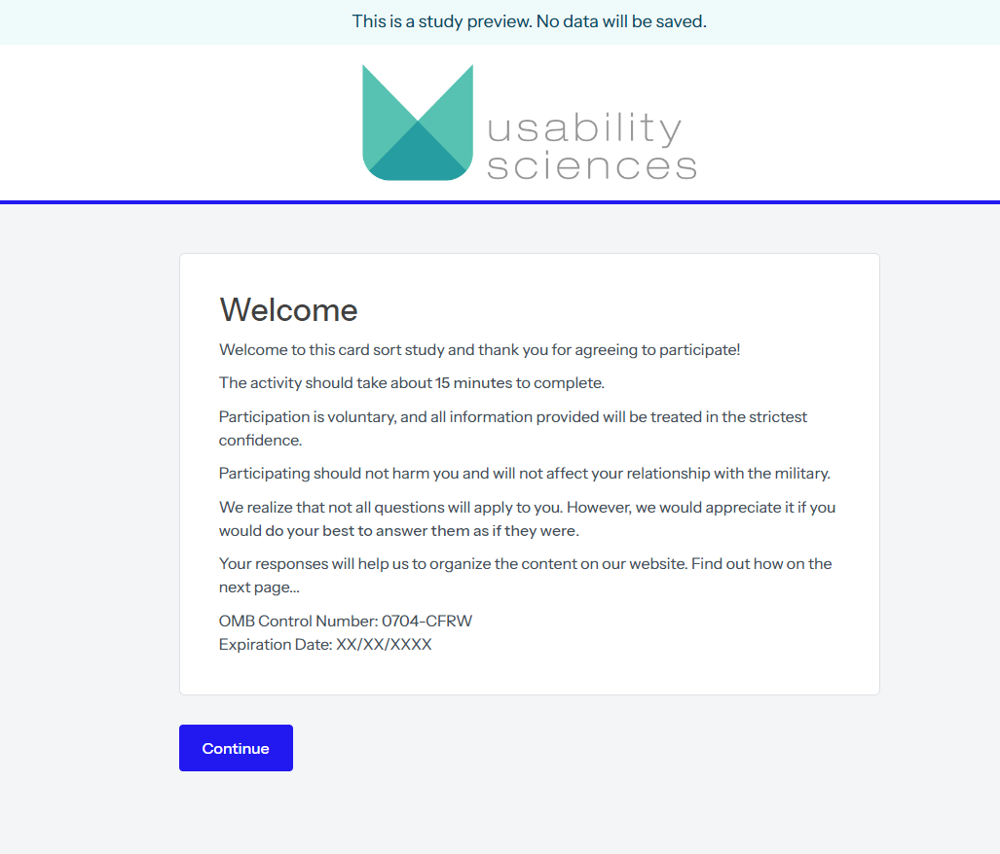 This is a study preview. No data will be saved.
usability
sciences
Welcome
Welcome to this card sort study and thank you for agreeing to participate!
The activity should take about 15 minutes to complete.
Participation is voluntary, and all information provided will be treated in the strictest
confidence.
Participating should not harm you and will not affect your relationship with the military.
We realize that not all questions will apply to you. However, we would appreciate it if you
would do your best to answer them as if they were.
Your responses will help us to organize the content on our website. Find out how on the
next page...
OMB Control Number: 0704-CFRW
Expiration Date: XX/XX/XXXX
Continue